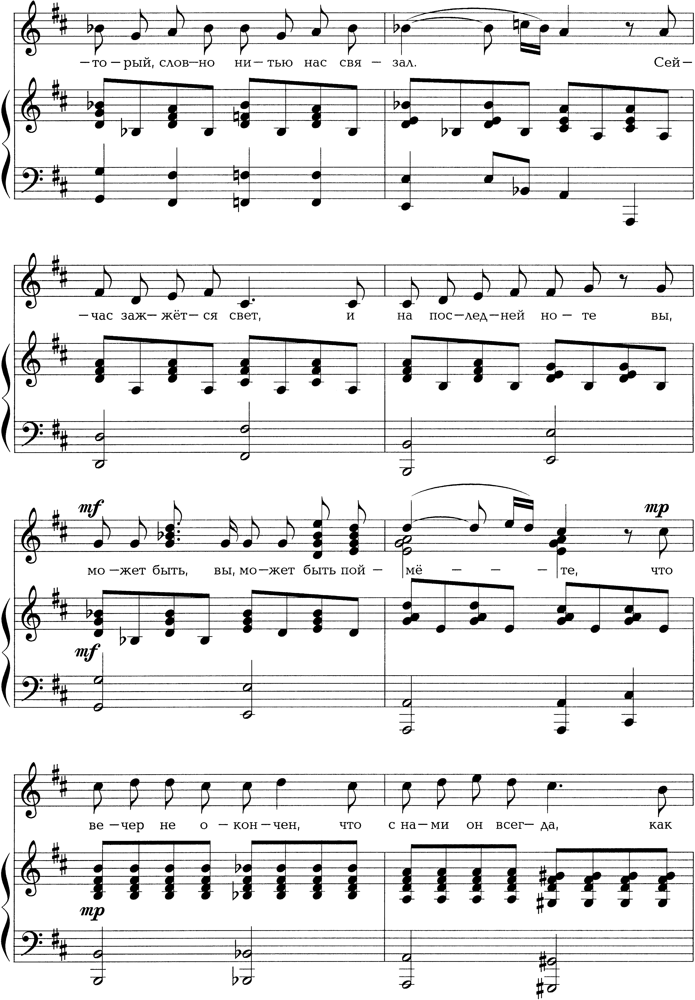 – то – рый, слов – но ни – тью нас свя – зал. Сей –
– час заж – жёт – ся свет, и на пос – лед – ней но – те вы,
mf mp
мо – жет быть, вы, мо – жет быть пой – мё – – – те, что
mf
ве – чер не о – кон – чен, что с на – ми он всег – да, как
mp